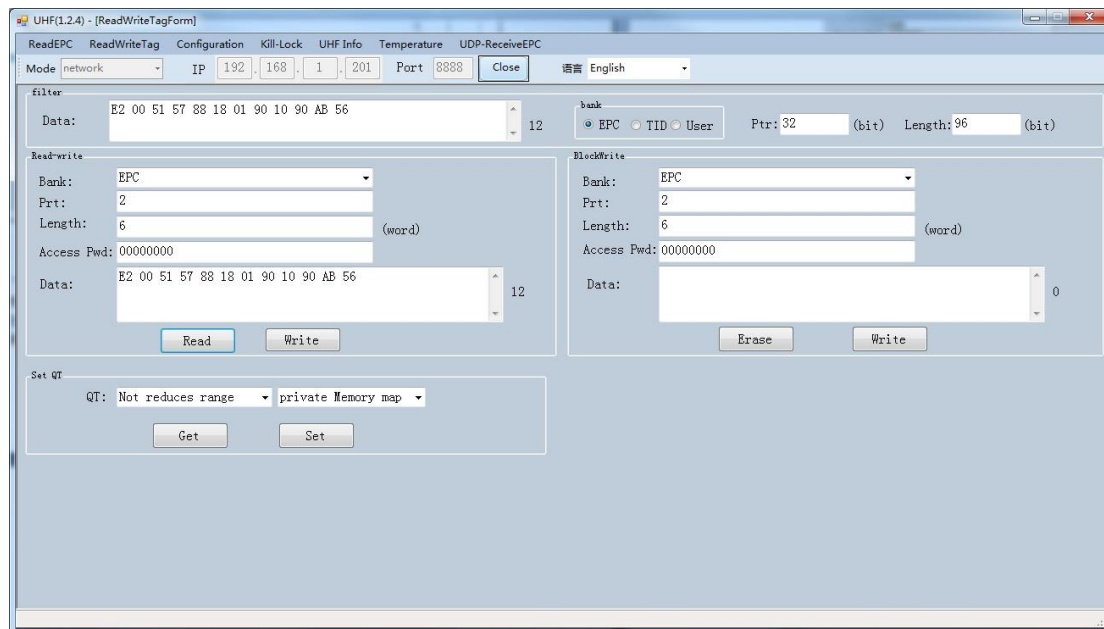 UHF(1.2.4) - [ReadWriteTagForm]
ReadEPC ReadWriteTag Configuration Kill-Lock UHF Info Temperature UDP-ReceiveEPC
Mode network IP 192 . 168 . 1 . 201 Port 8888 Close 语言 English
filter
Data: E2 00 51 57 88 18 01 90 10 90 AB 56 12
bank
EPC TID User Ptr: 32 (bit) Length: 96 (bit)
Read-write
Bank: EPC
Prt: 2
Length: 6 (word)
Access Pwd: 00000000
Data: E2 00 51 57 88 18 01 90 10 90 AB 56 12
Read Write
BlockWrite
Bank: EPC
Prt: 2
Length: 6 (word)
Access Pwd: 00000000
Data: 0
Erase Write
Set QT
QT: Not reduces range private Memory map
Get Set